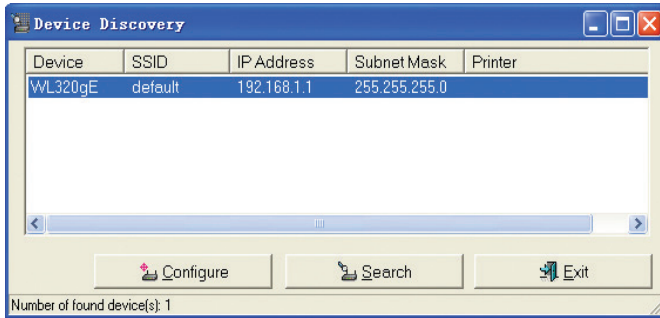 Device Discovery
Device SSID IP Address Subnet Mask Printer
WL320gE default 192.168.1.1 255.255.255.0
Configure Search Exit
Number of found device(s): 1